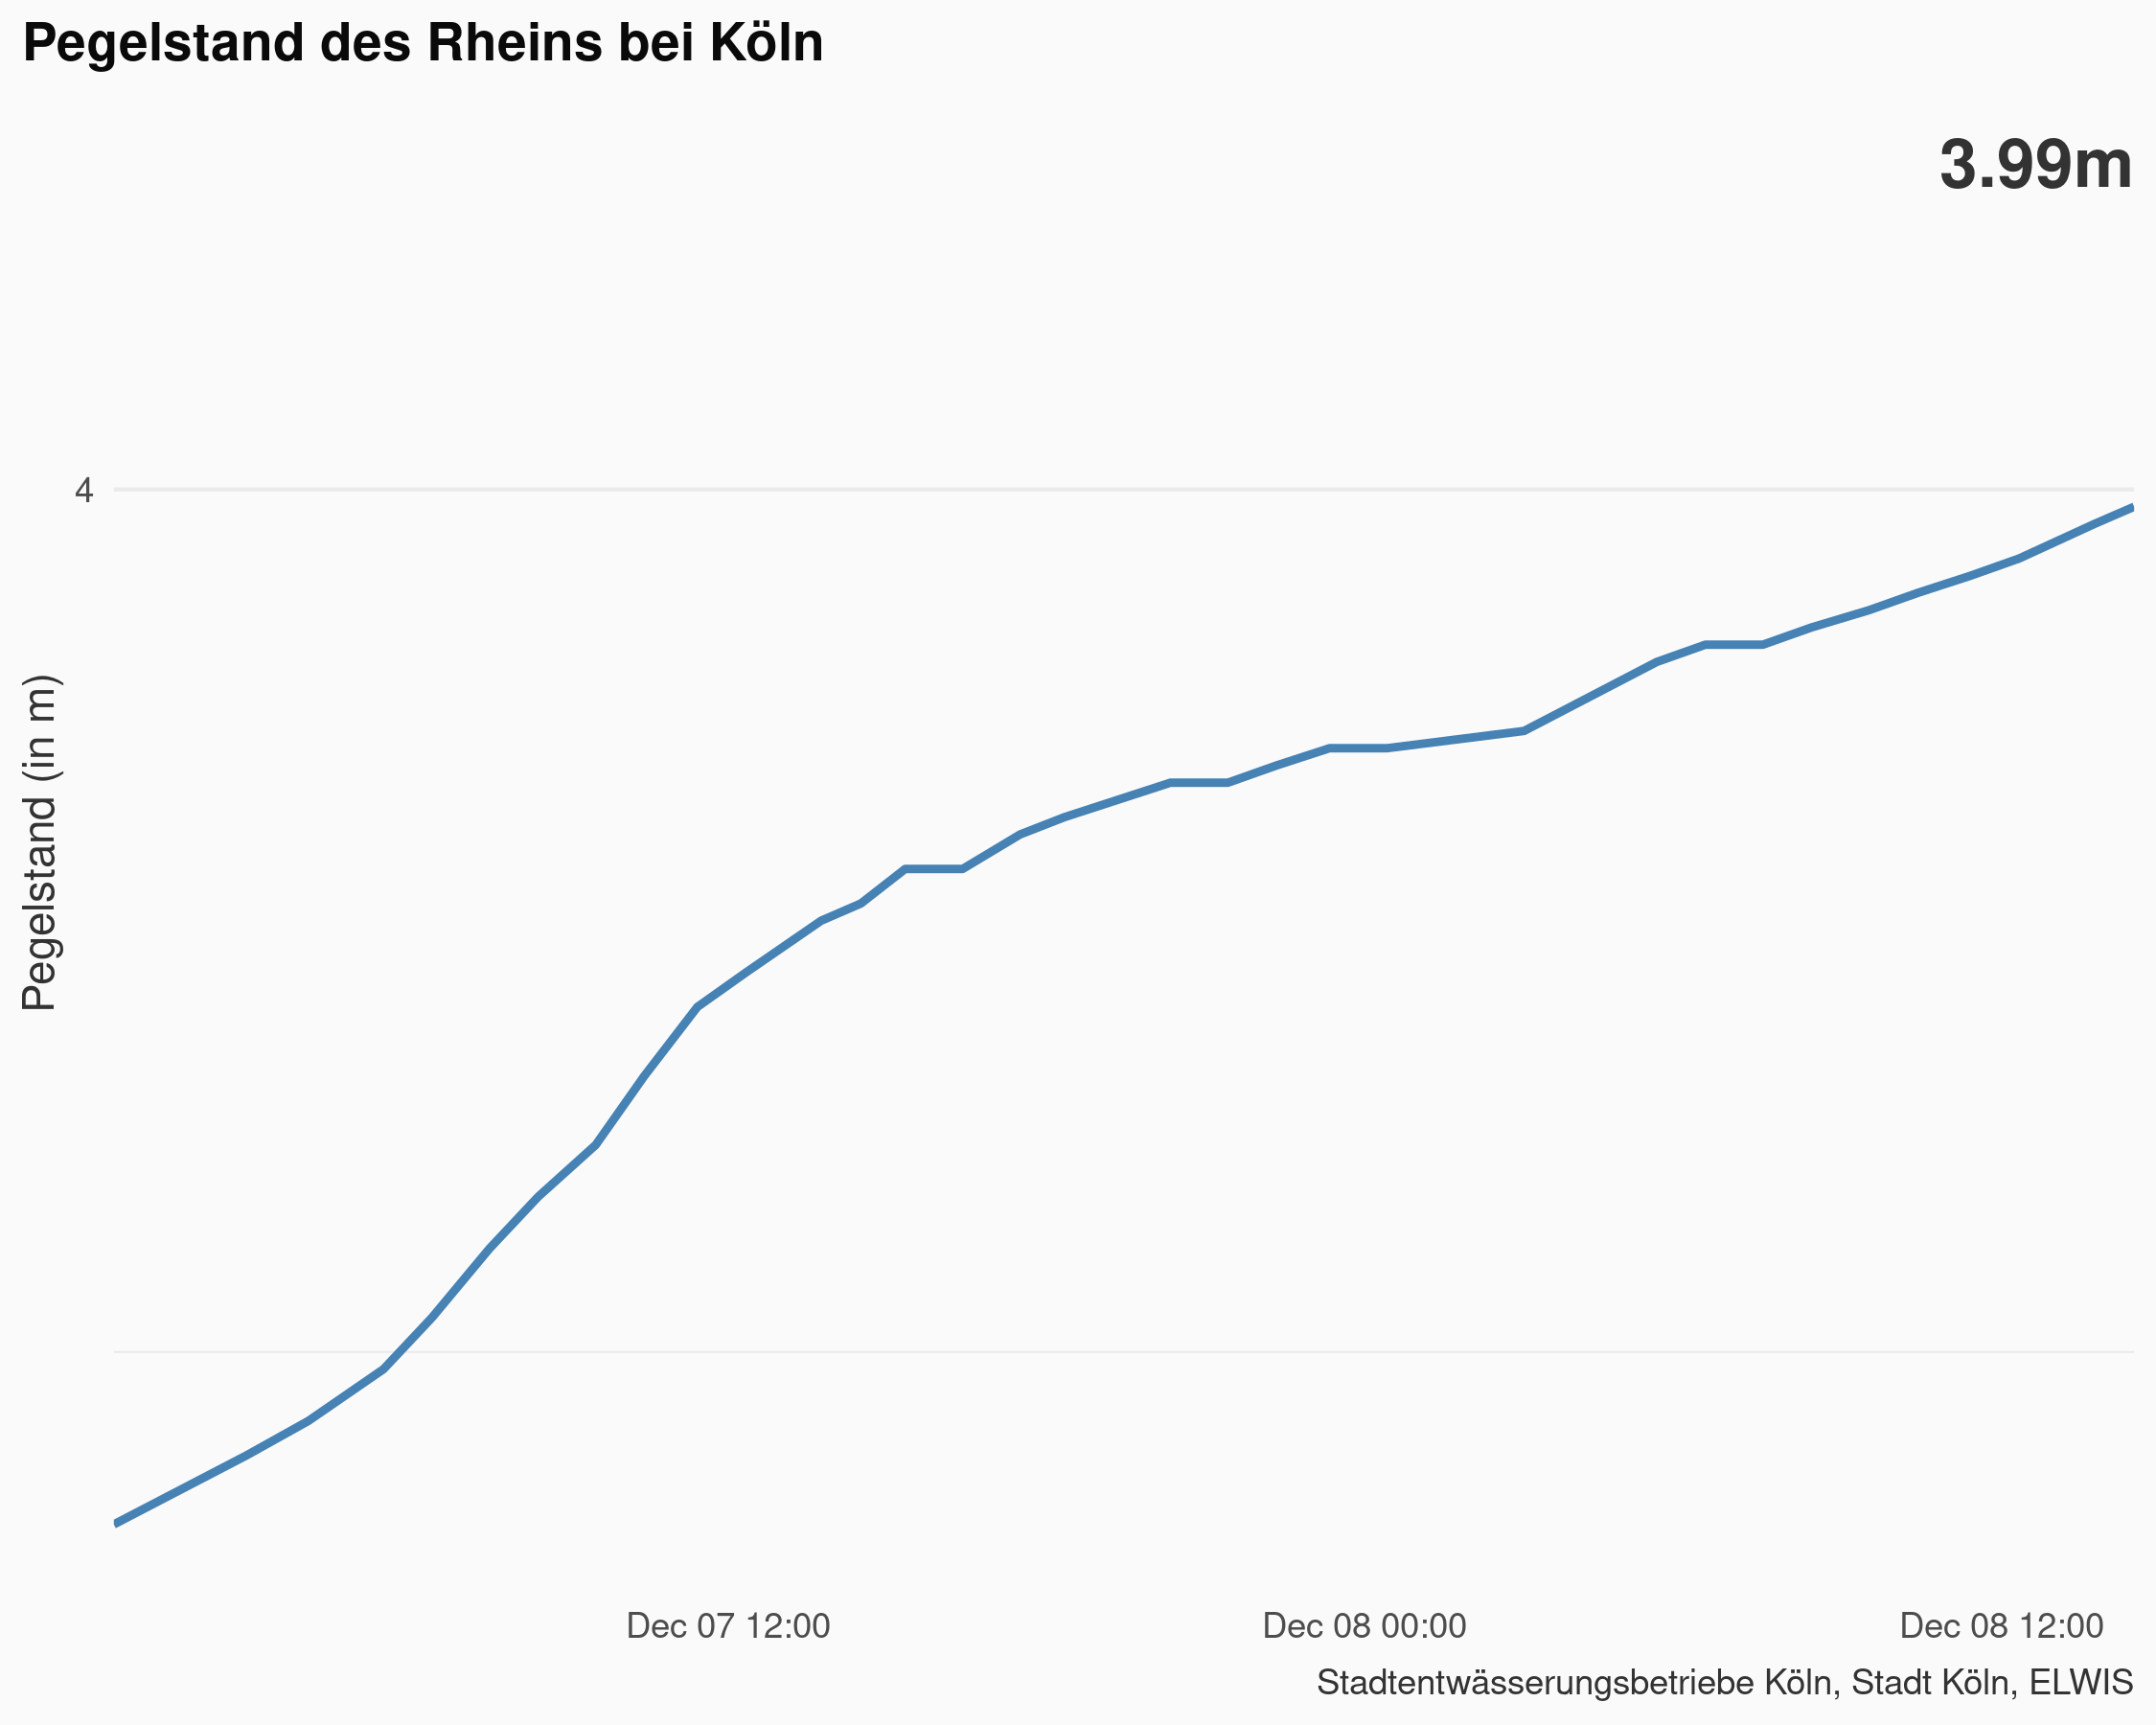 Pegelstand des Rheins bei Köln
3.99m
4
Pegelstand (in m)
Dec 07 12:00
Dec 08 00:00
Dec 08 12:00
Stadtentwässerungsbetriebe Köln, Stadt Köln, ELWIS